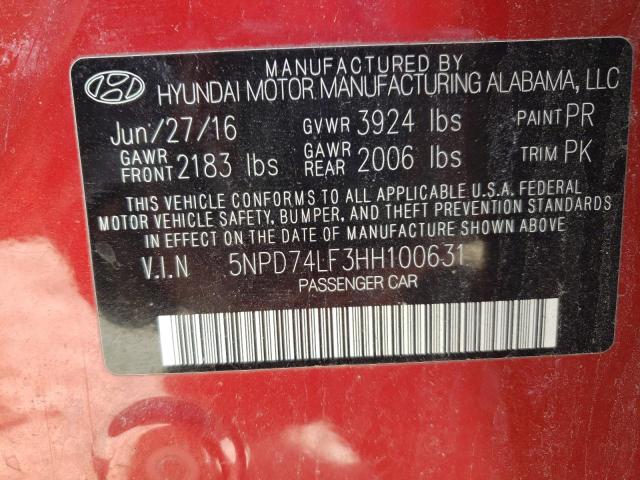 MANUFACTURED BY
HYUNDAI MOTOR MANUFACTURING ALABAMA, LLC
Jun/27/16 GVWR 3924 lbs PAINT PR
GAWR FRONT 2183 lbs GAWR REAR 2006 lbs TRIM PK
THIS VEHICLE CONFORMS TO ALL APPLICABLE U.S.A. FEDERAL
MOTOR VEHICLE SAFETY, BUMPER, AND THEFT PREVENTION STANDARDS
IN EFFECT ON THE DATE OF MANUFACTURE SHOWN ABOVE
V.I.N 5NPD74LF3HH100631
PASSENGER CAR